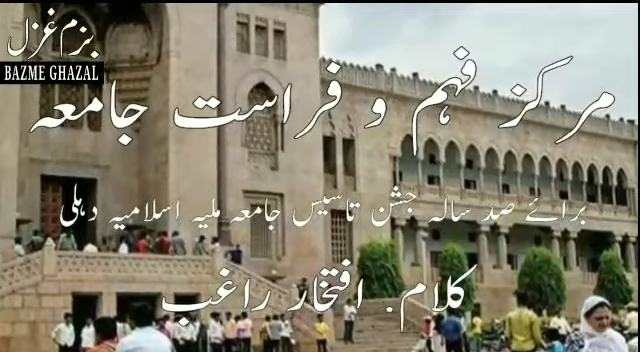 بزم غزل
BAZME GHAZAL
مرکز فہم و فراست جامعہ
برائے صد سالہ جشن تاسیس جامعہ ملیہ اسلامیہ دہلی
کلام. افتخار راغب